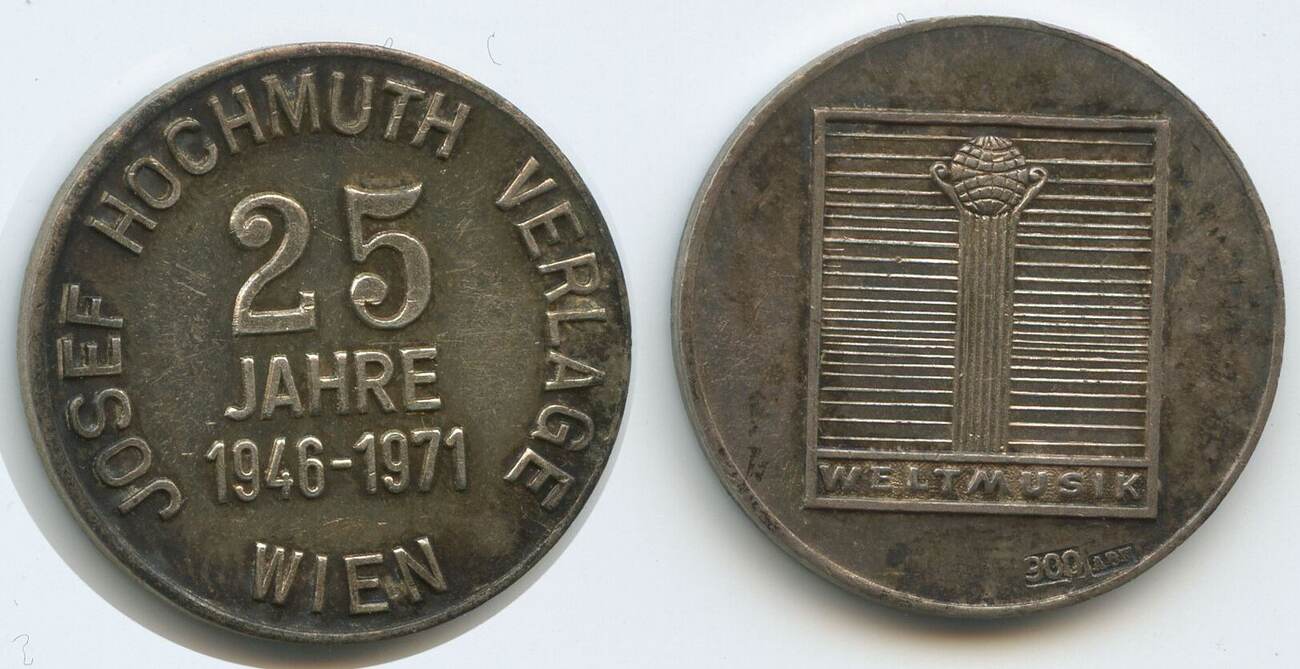 JOSEF HOCHMUTH VERLAGE
25
JAHRE
1946-1971
WIEN
WELTMUSIK
900